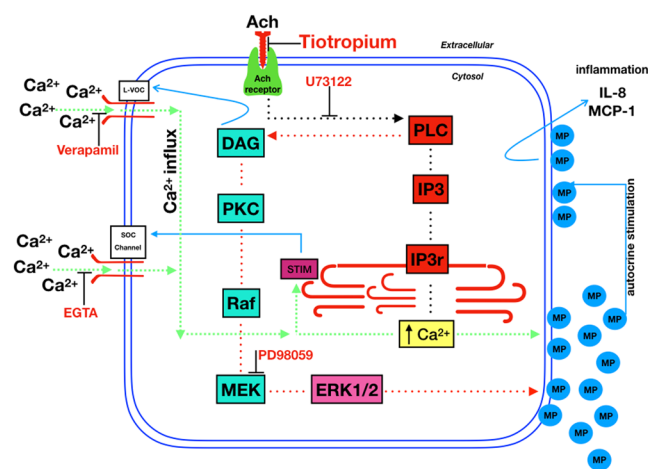 Ach
Tiotropium
Extracellular
Cytosol
Ach
receptor
inflammation
IL-8
MCP-1
U73122
L-VOC
Ca²⁺
Ca²⁺
Ca²⁺
Ca²⁺
Verapamil
DAG
PLC
MP
MP
MP
MP
Ca²⁺ influx
PKC
IP3
SOC
Channel
Ca²⁺
Ca²⁺
Ca²⁺
Ca²⁺
EGTA
STIM
IP3r
autocrine stimulation
Raf
↑ Ca²⁺
MP
MP
MP
MP
MP
PD98059
MEK
ERK1/2
MP
MP
MP
MP
MP
MP
MP